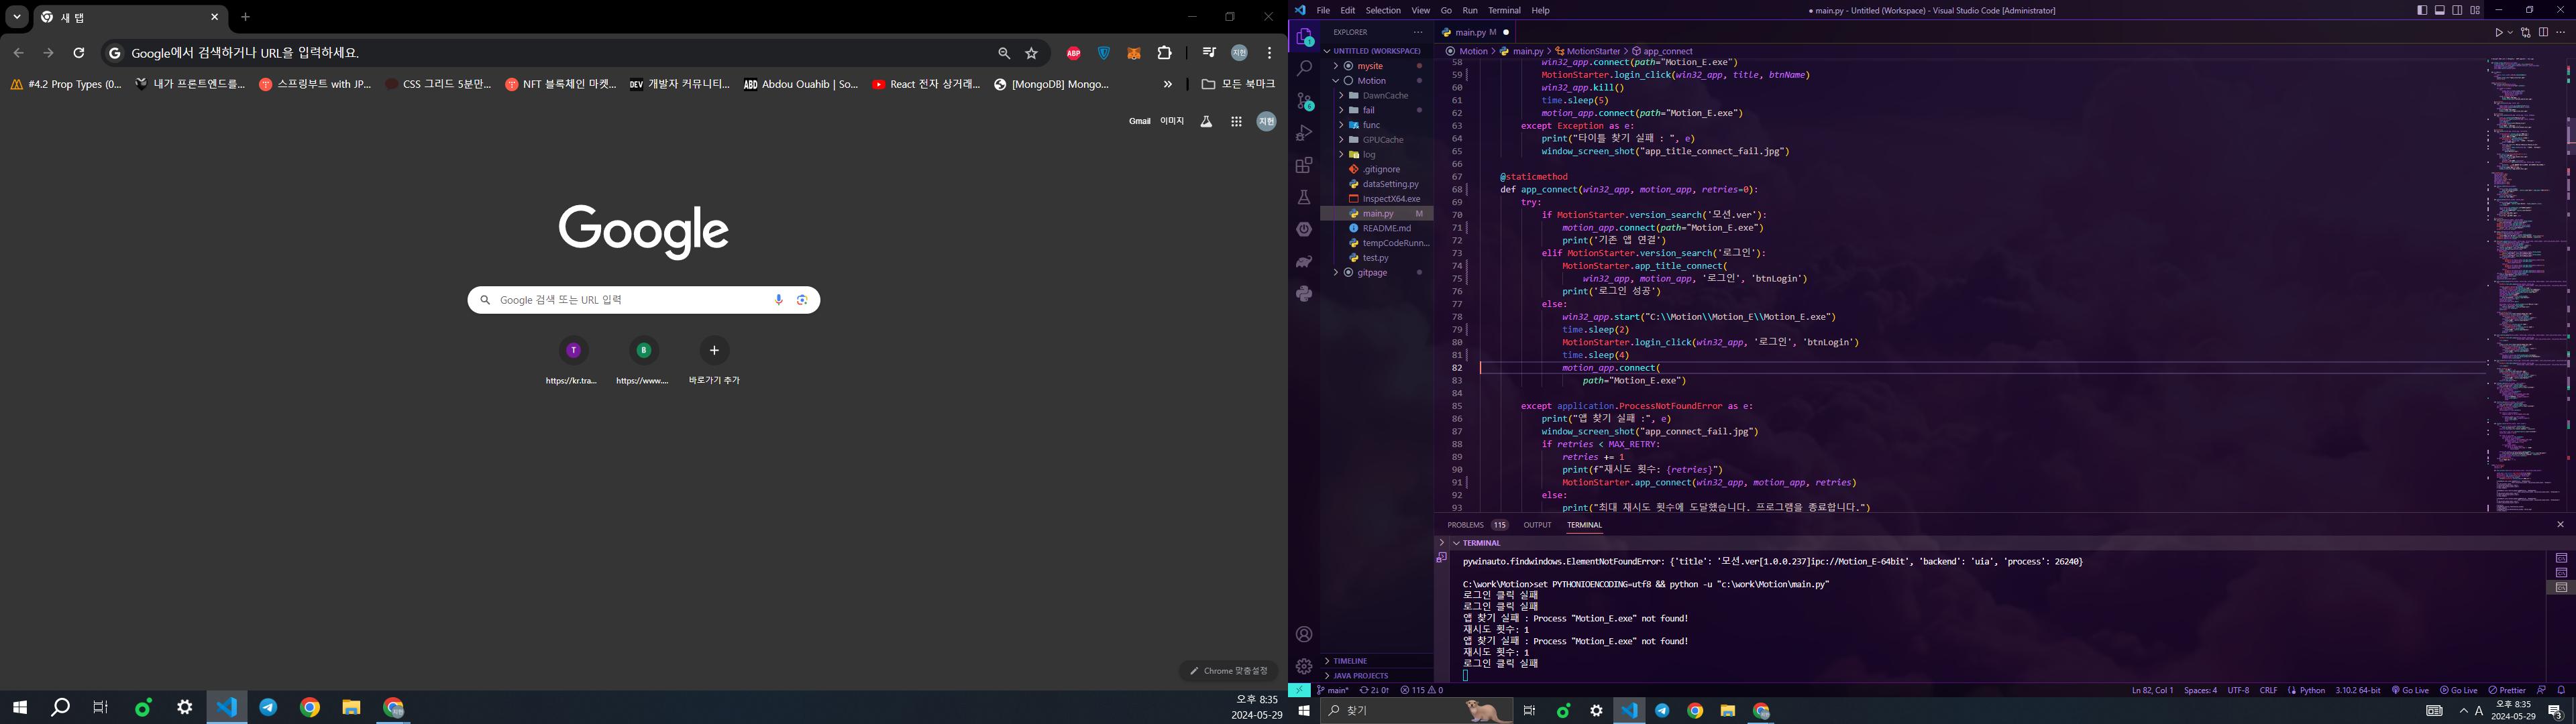 새 탭
Google에서 검색하거나 URL을 입력하세요.
ABP
지헌
#4.2 Prop Types (0...
내가 프론트엔드를...
스프링부트 with JP...
CSS 그리드 5분만...
NFT 블록체인 마켓...
DEV 개발자 커뮤니티...
ABD Abdou Ouahib | So...
React 전자 상거래...
[MongoDB] Mongo...
모든 북마크
Gmail 이미지
지헌
Google
Google 검색 또는 URL 입력
T
B
https://kr.tra...
https://www....
바로가기 추가
Chrome 맞춤설정
오후 8:35
2024-05-29
File Edit Selection View Go Run Terminal Help
● main.py - Untitled (Workspace) - Visual Studio Code [Administrator]
EXPLORER
UNTITLED (WORKSPACE)
mysite
Motion
DawnCache
fail
func
GPUCache
log
.gitignore
dataSetting.py
InspectX64.exe
main.py M
README.md
tempCodeRunn...
test.py
gitpage
TIMELINE
JAVA PROJECTS
main.py M
Motion > main.py > MotionStarter > app_connect
58 win32_app.connect(path="Motion_E.exe")
59 MotionStarter.login_click(win32_app, title, btnName)
60 win32_app.kill()
61 time.sleep(5)
62 motion_app.connect(path="Motion_E.exe")
63 except Exception as e:
64 print("타이틀 찾기 실패 : ", e)
65 window_screen_shot("app_title_connect_fail.jpg")
66
67 @staticmethod
68 def app_connect(win32_app, motion_app, retries=0):
69 try:
70 if MotionStarter.version_search('모션.ver'):
71 motion_app.connect(path="Motion_E.exe")
72 print('기존 앱 연결')
73 elif MotionStarter.version_search('로그인'):
74 MotionStarter.app_title_connect(
75 win32_app, motion_app, '로그인', 'btnLogin')
76 print('로그인 성공')
77 else:
78 win32_app.start("C:\\Motion\\Motion_E\\Motion_E.exe")
79 time.sleep(2)
80 MotionStarter.login_click(win32_app, '로그인', 'btnLogin')
81 time.sleep(4)
82 motion_app.connect(
83 path="Motion_E.exe")
84
85 except application.ProcessNotFoundError as e:
86 print("앱 찾기 실패 :", e)
87 window_screen_shot("app_connect_fail.jpg")
88 if retries < MAX_RETRY:
89 retries += 1
90 print(f"재시도 횟수: {retries}")
91 MotionStarter.app_connect(win32_app, motion_app, retries)
92 else:
93 print("최대 재시도 횟수에 도달했습니다. 프로그램을 종료합니다.")
PROBLEMS 115 OUTPUT TERMINAL
TERMINAL
pywinauto.findwindows.ElementNotFoundError: {'title': '모션.ver[1.0.0.237]ipc://Motion_E-64bit', 'backend': 'uia', 'process': 26240}
C:\work\Motion>set PYTHONIOENCODING=utf8 && python -u "c:\work\Motion\main.py"
로그인 클릭 실패
로그인 클릭 실패
앱 찾기 실패 : Process "Motion_E.exe" not found!
재시도 횟수: 1
앱 찾기 실패 : Process "Motion_E.exe" not found!
재시도 횟수: 1
로그인 클릭 실패
main* 2↓ 0↑ 115 0
Ln 82, Col 1 Spaces: 4 UTF-8 CRLF Python 3.10.2 64-bit Go Live Go Live Prettier
찾기
A
오후 8:35
2024-05-29